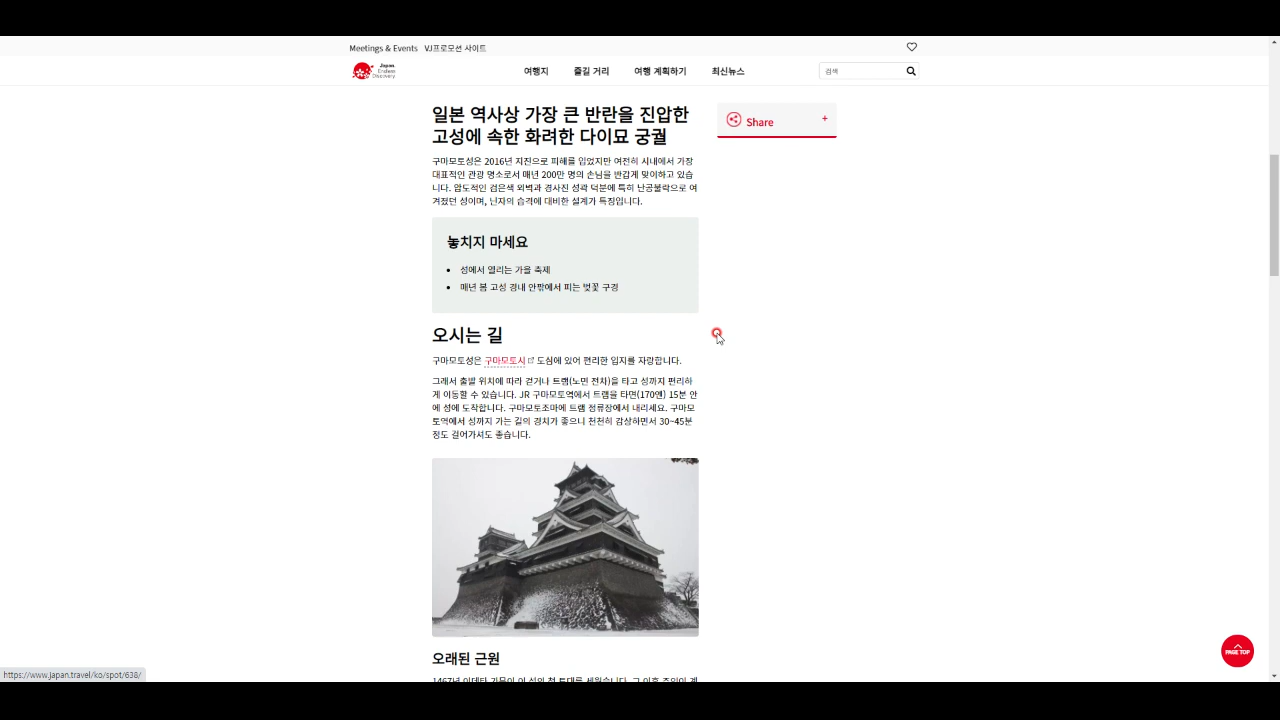 Meetings & Events VJ프로모션 사이트
Japan.
Endless
Discovery.
여행지 즐길 거리 여행 계획하기 최신뉴스 검색
일본 역사상 가장 큰 반란을 진압한
고성에 속한 화려한 다이묘 궁궐
Share +
구마모토성은 2016년 지진으로 피해를 입었지만 여전히 시내에서 가장
대표적인 관광 명소로서 매년 200만 명의 손님을 반갑게 맞이하고 있습
니다. 압도적인 검은색 외벽과 경사진 성곽 덕분에 특히 난공불락으로 여
겨졌던 성이며, 닌자의 습격에 대비한 설계가 특징입니다.
놓치지 마세요
성에서 열리는 가을 축제
매년 봄 고성 경내 안팎에서 피는 벚꽃 구경
오시는 길
구마모토성은 구마모토시 도심에 있어 편리한 입지를 자랑합니다.
그래서 출발 위치에 따라 걷거나 트램(노면 전차)을 타고 성까지 편리하
게 이동할 수 있습니다. JR 구마모토역에서 트램을 타면(170엔) 15분 안
에 성에 도착합니다. 구마모토조마에 트램 정류장에서 내리세요. 구마모
토역에서 성까지 가는 길의 경치가 좋으니 천천히 감상하면서 30~45분
정도 걸어가셔도 좋습니다.
PAGE TOP
오래된 근원
https://www.japan.travel/ko/spot/638/